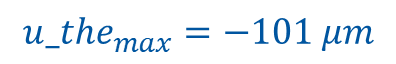 u_the_max = −101 μm